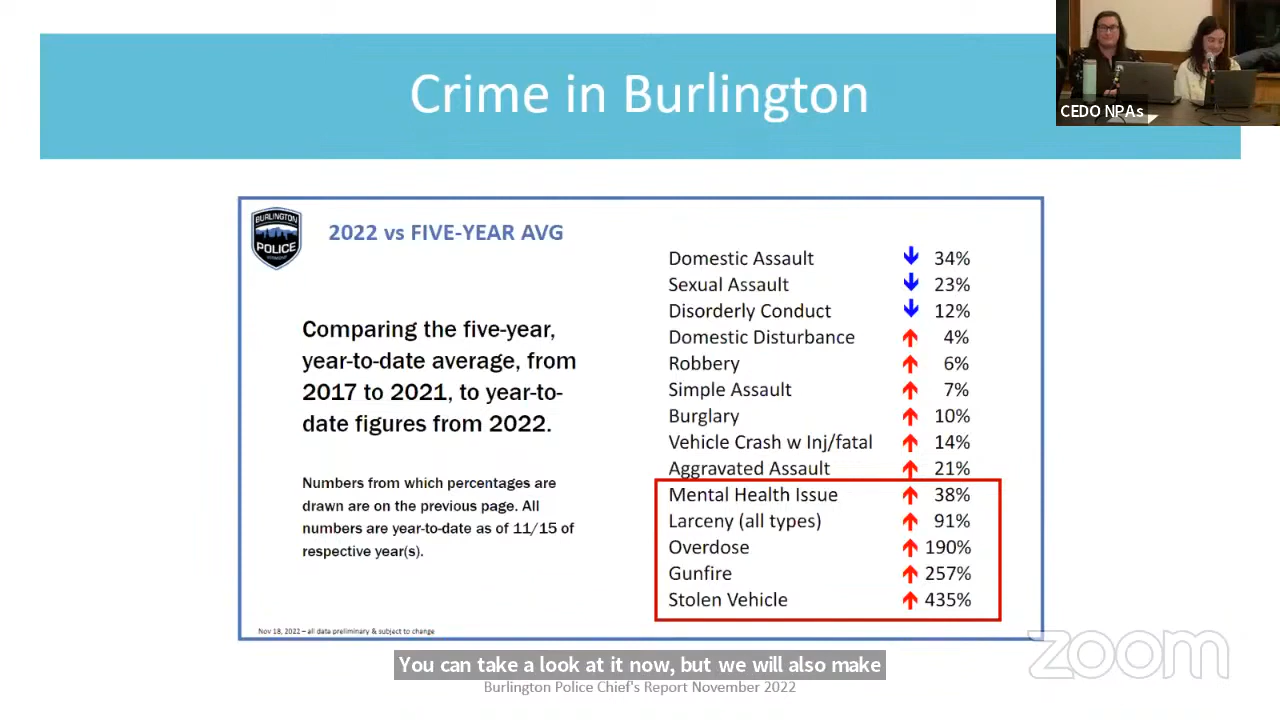 Crime in Burlington
CEDO NPAs
BURLINGTON
POLICE
2022 vs FIVE-YEAR AVG
Comparing the five-year,
year-to-date average, from
2017 to 2021, to year-to-
date figures from 2022.
Numbers from which percentages are
drawn are on the previous page. All
numbers are year-to-date as of 11/15 of
respective year(s).
Domestic Assault 34%
Sexual Assault 23%
Disorderly Conduct 12%
Domestic Disturbance 4%
Robbery 6%
Simple Assault 7%
Burglary 10%
Vehicle Crash w Inj/fatal 14%
Aggravated Assault 21%
Mental Health Issue 38%
Larceny (all types) 91%
Overdose 190%
Gunfire 257%
Stolen Vehicle 435%
Nov 18, 2022 – all data preliminary & subject to change
zoom
You can take a look at it now, but we will also make
Burlington Police Chief's Report November 2022